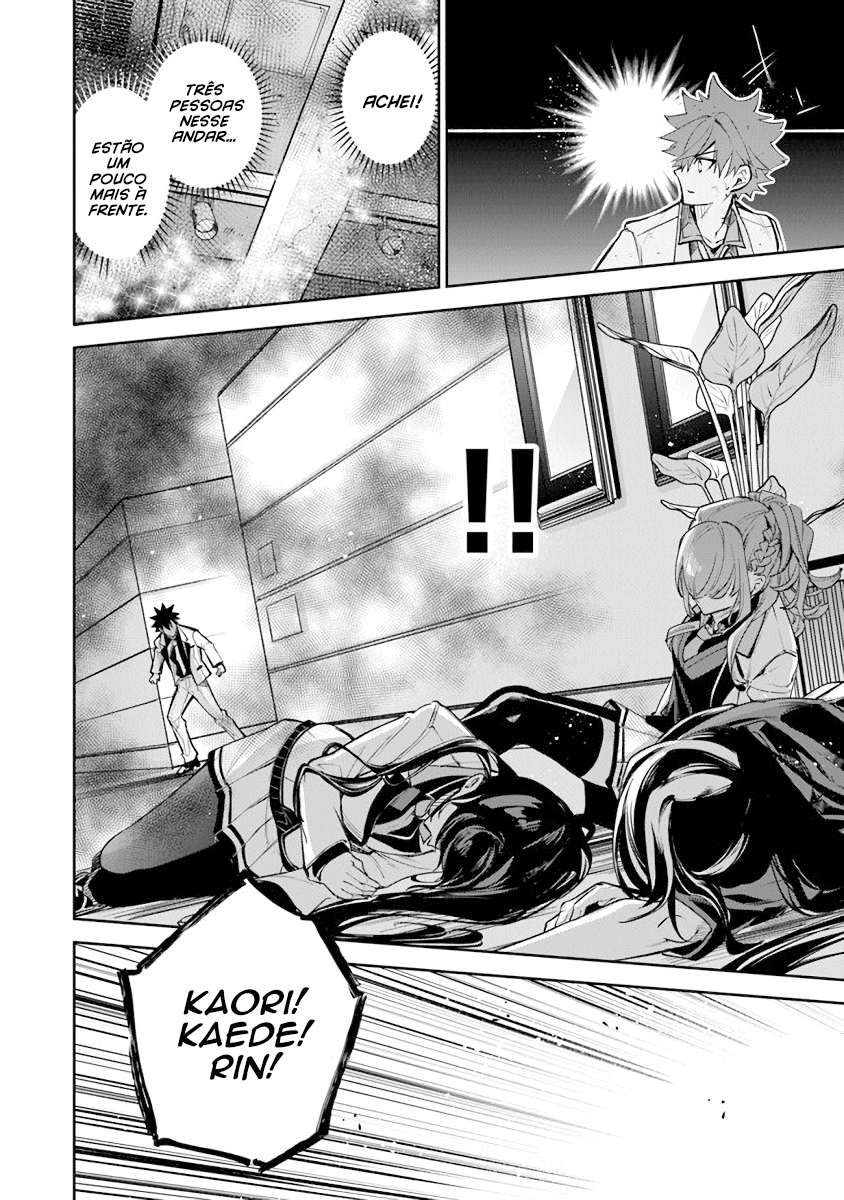 ACHEI!
TRÊS
PESSOAS
NESSE
ANDAR...
ESTÃO
UM
POUCO
MAIS À
FRENTE.
!!
KAORI!
KAEDE!
RIN!